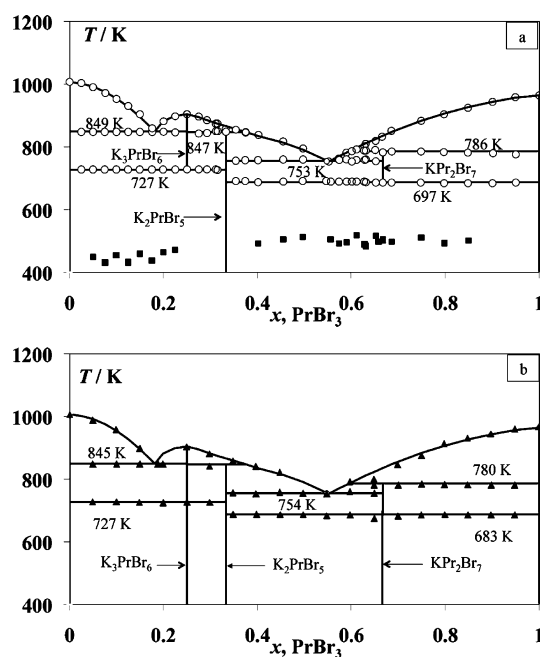 1200
T / K
a
1000
849 K
847 K
786 K
800
K3PrBr6
753 K
KPr2Br7
727 K
697 K
600
K2PrBr5
400
0
0.2
0.4
0.6
0.8
1
x, PrBr3
1200
T / K
b
1000
845 K
780 K
800
754 K
727 K
683 K
600
K3PrBr6
K2PrBr5
KPr2Br7
400
0
0.2
0.4
0.6
0.8
1
x, PrBr3